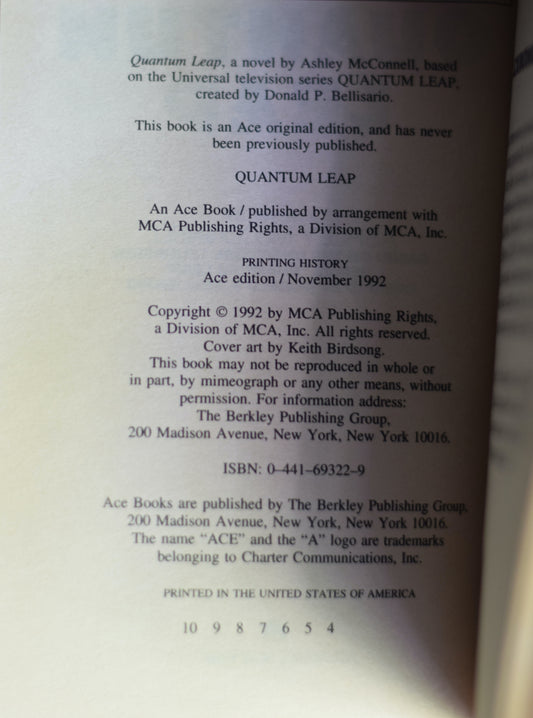 Quantum Leap, a novel by Ashley McConnell, based
on the Universal television series QUANTUM LEAP,
created by Donald P. Bellisario.
This book is an Ace original edition, and has never
been previously published.
QUANTUM LEAP
An Ace Book / published by arrangement with
MCA Publishing Rights, a Division of MCA, Inc.
PRINTING HISTORY
Ace edition / November 1992
Copyright © 1992 by MCA Publishing Rights,
a Division of MCA, Inc. All rights reserved.
Cover art by Keith Birdsong.
This book may not be reproduced in whole or
in part, by mimeograph or any other means, without
permission. For information address:
The Berkley Publishing Group,
200 Madison Avenue, New York, New York 10016.
ISBN: 0-441-69322-9
Ace Books are published by The Berkley Publishing Group,
200 Madison Avenue, New York, New York 10016.
The name "ACE" and the "A" logo are trademarks
belonging to Charter Communications, Inc.
PRINTED IN THE UNITED STATES OF AMERICA
10 9 8 7 6 5 4